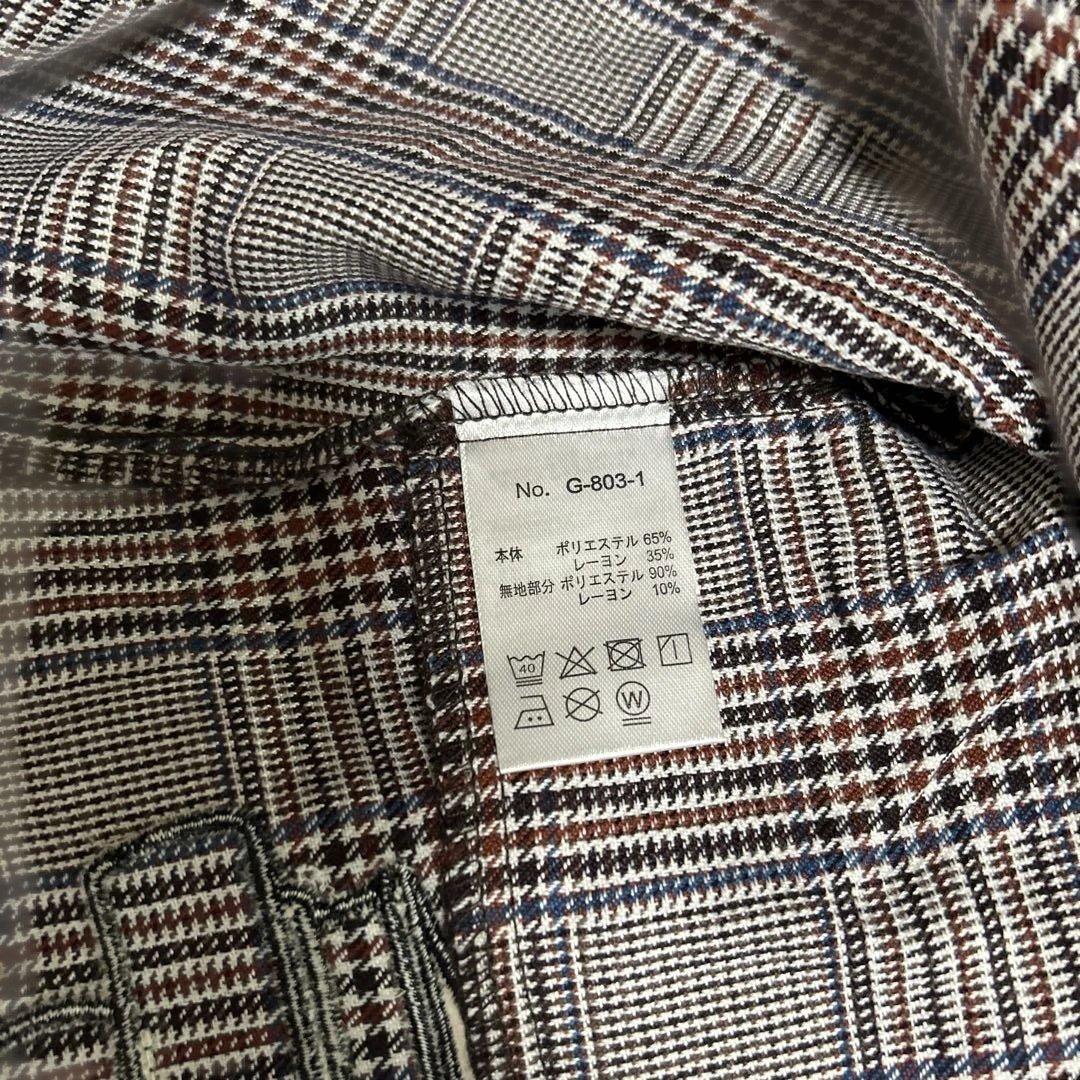 No. G-803-1
本体 ポリエステル 65%
レーヨン 35%
無地部分 ポリエステル 90%
レーヨン 10%
40
W